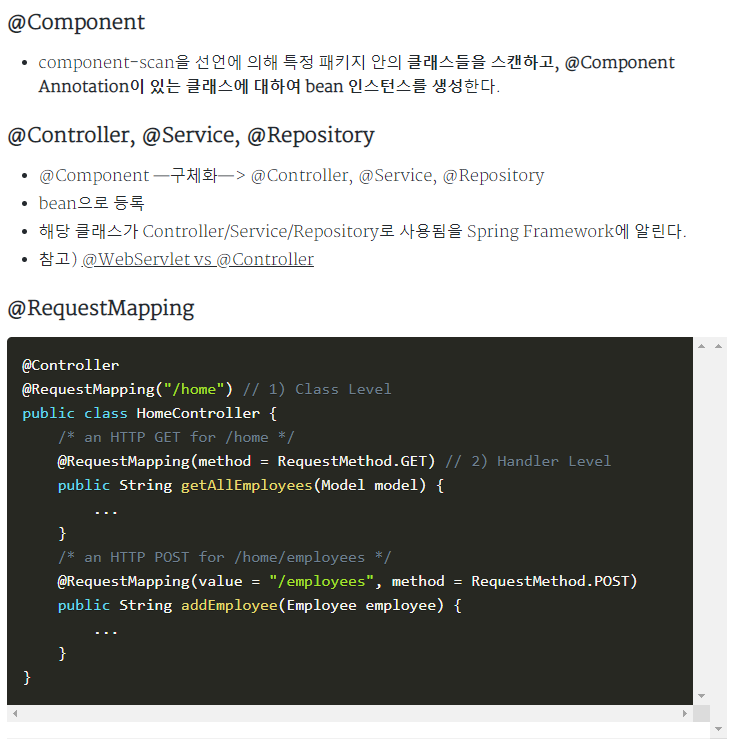 @Component
component-scan을 선언에 의해 특정 패키지 안의 클래스들을 스캔하고, @Component
Annotation이 있는 클래스에 대하여 bean 인스턴스를 생성한다.
@Controller, @Service, @Repository
@Component —구체화—> @Controller, @Service, @Repository
bean으로 등록
해당 클래스가 Controller/Service/Repository로 사용됨을 Spring Framework에 알린다.
참고) @WebServlet vs @Controller
@RequestMapping
@Controller
@RequestMapping("/home") // 1) Class Level
public class HomeController {
    /* an HTTP GET for /home */
    @RequestMapping(method = RequestMethod.GET) // 2) Handler Level
    public String getAllEmployees(Model model) {
        ...
    }
    /* an HTTP POST for /home/employees */
    @RequestMapping(value = "/employees", method = RequestMethod.POST)
    public String addEmployee(Employee employee) {
        ...
    }
}